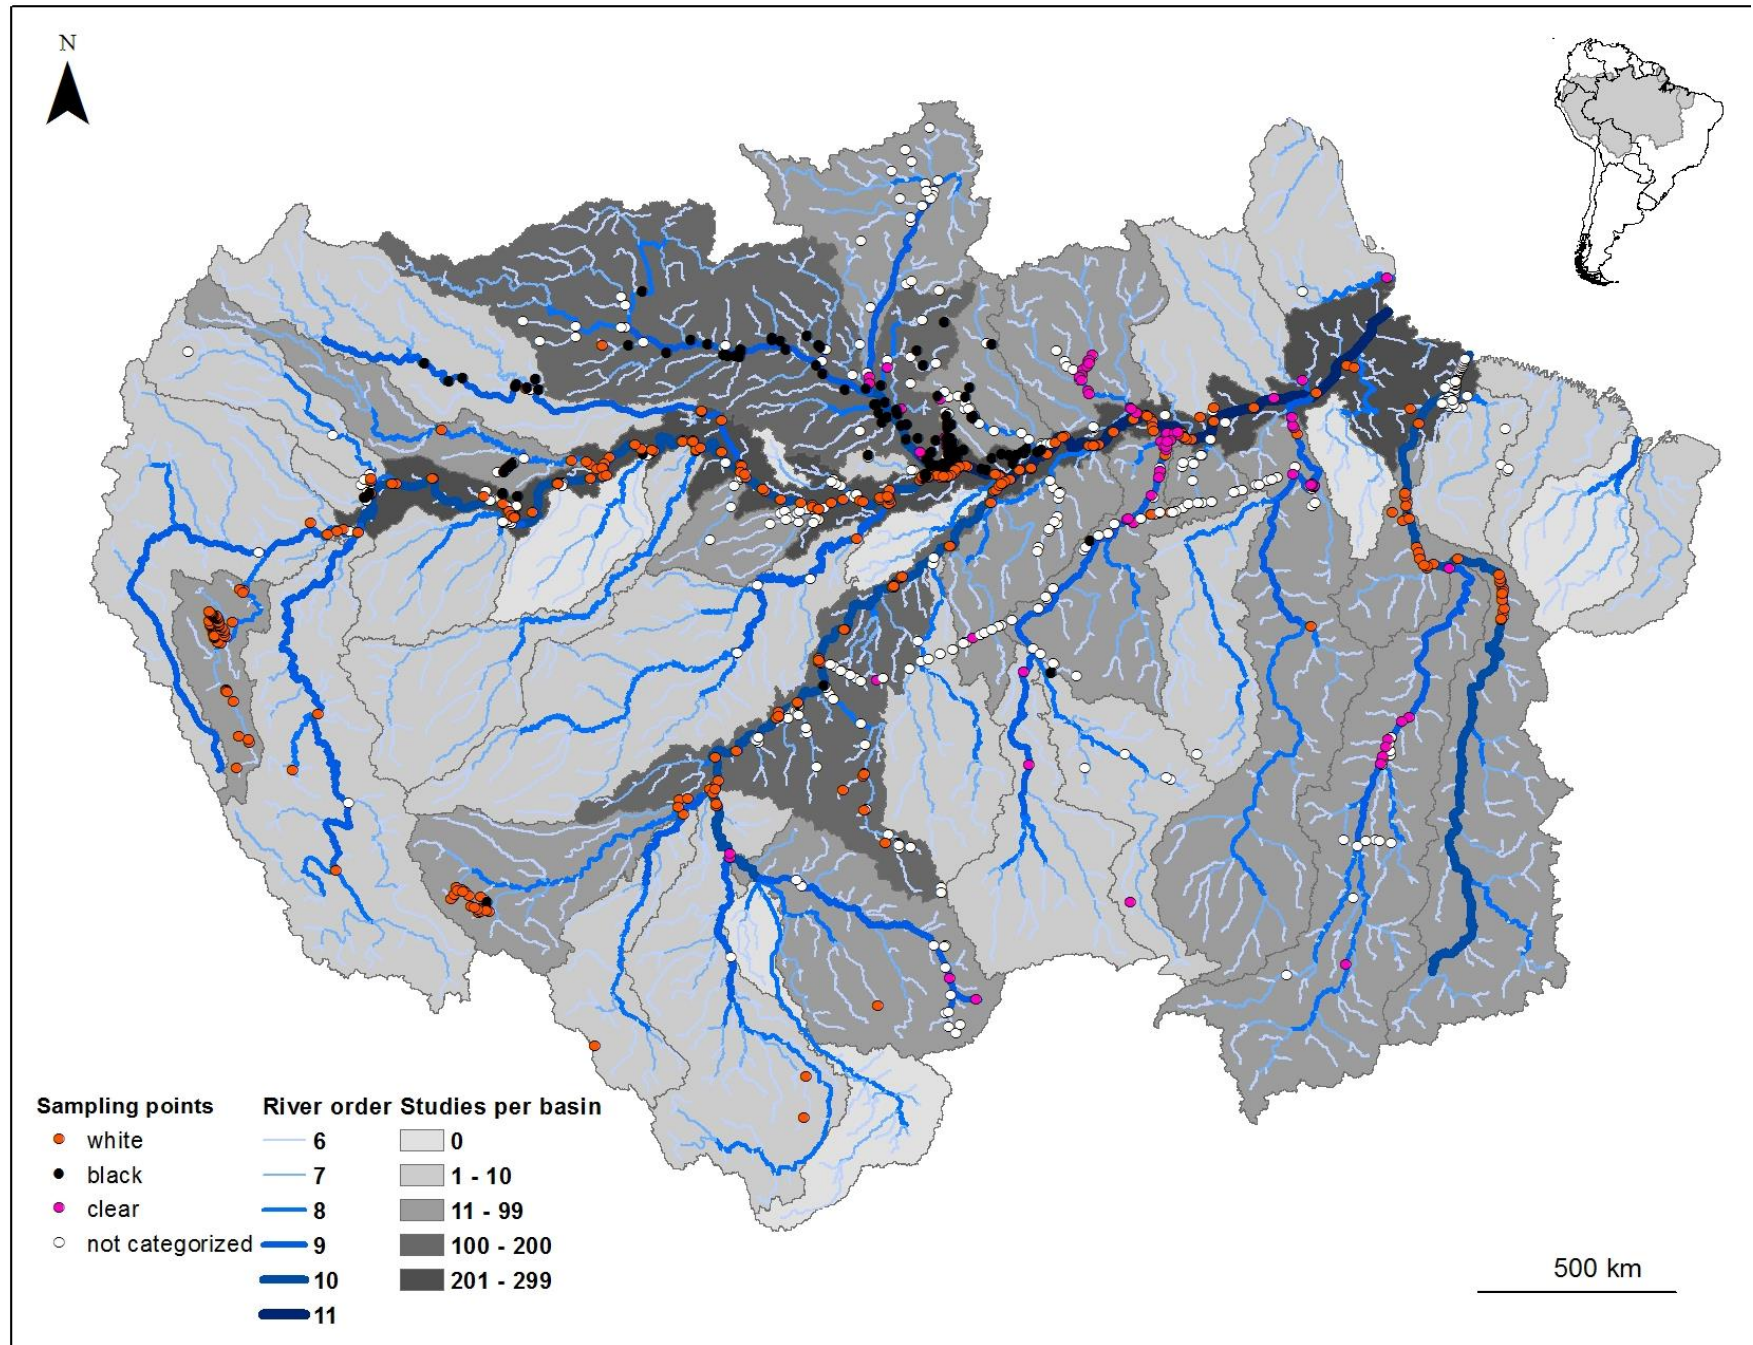 N
Sampling points
white
black
clear
not categorized
River order
6
7
8
9
10
11
Studies per basin
0
1 - 10
11 - 99
100 - 200
201 - 299
500 km